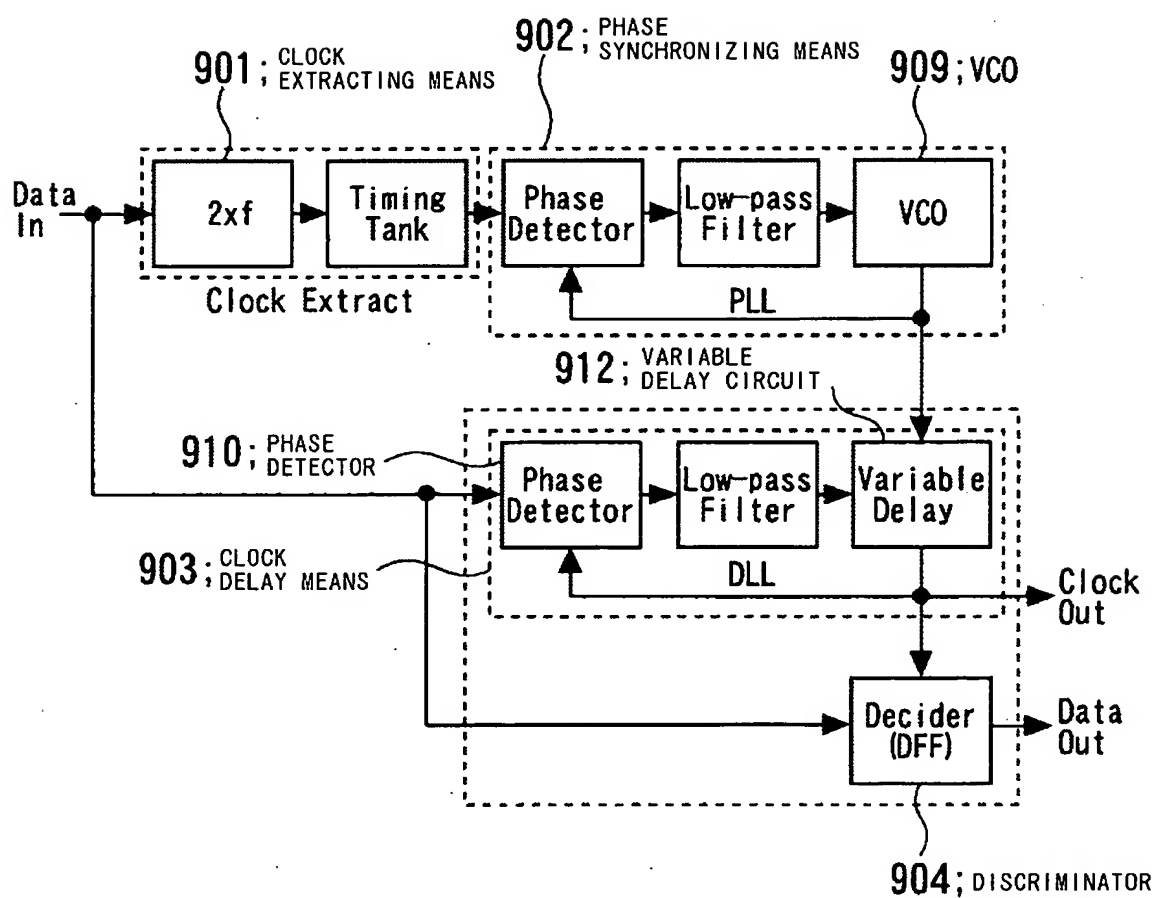 901; CLOCK
EXTRACTING MEANS
902; PHASE
SYNCHRONIZING MEANS
909; VCO
Data
In
2xf
Timing
Tank
Phase
Detector
Low-pass
Filter
VCO
Clock Extract
PLL
912; VARIABLE
DELAY CIRCUIT
910; PHASE
DETECTOR
Phase
Detector
Low-pass
Filter
Variable
Delay
903; CLOCK
DELAY MEANS
DLL
Clock
Out
Decider
(DFF)
Data
Out
904; DISCRIMINATOR